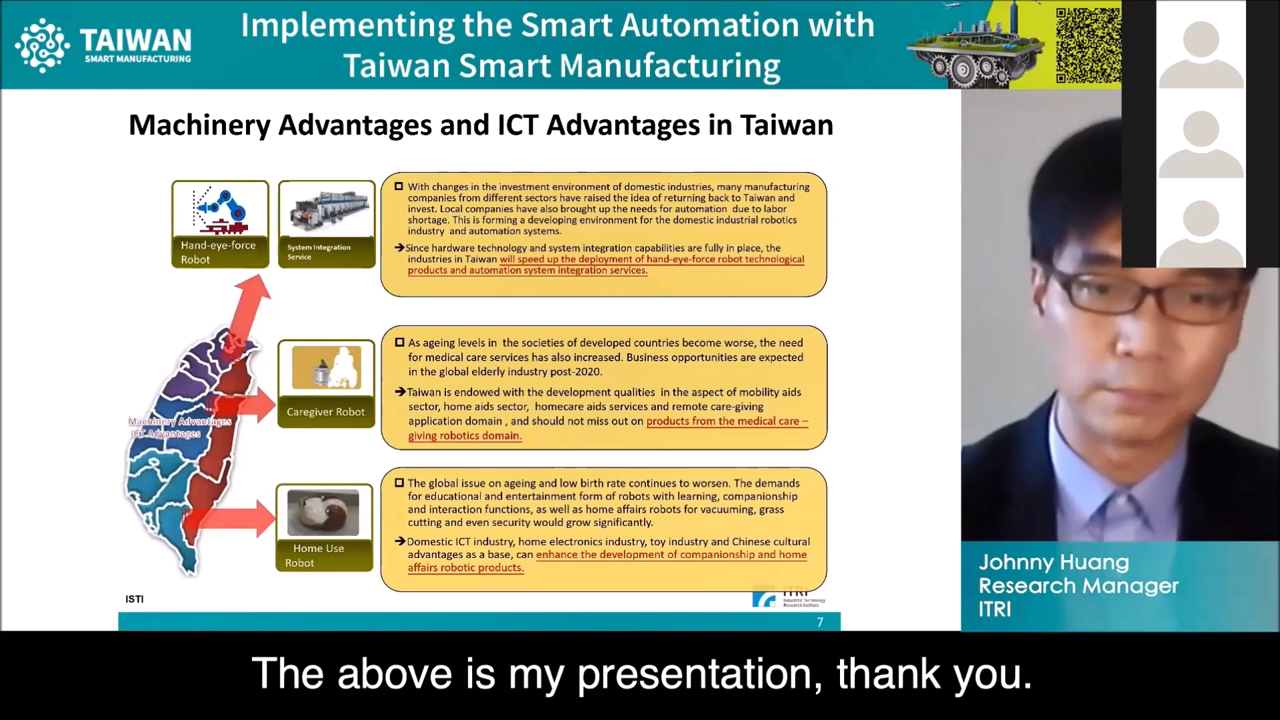 TAIWAN
SMART MANUFACTURING
Implementing the Smart Automation with
Taiwan Smart Manufacturing
Machinery Advantages and ICT Advantages in Taiwan
Hand-eye-force
Robot
System Integration
Service
☐ With changes in the investment environment of domestic industries, many manufacturing
companies from different sectors have raised the idea of returning back to Taiwan and
invest. Local companies have also brought up the needs for automation due to labor
shortage. This is forming a developing environment for the domestic industrial robotics
industry and automation systems.
➔Since hardware technology and system integration capabilities are fully in place, the
industries in Taiwan will speed up the deployment of hand-eye-force robot technological
products and automation system integration services.
Machinery Advantages
ICT Advantages
Caregiver Robot
☐ As ageing levels in the societies of developed countries become worse, the need
for medical care services has also increased. Business opportunities are expected
in the global elderly industry post-2020.
➔Taiwan is endowed with the development qualities in the aspect of mobility aids
sector, home aids sector, homecare aids services and remote care-giving
application domain , and should not miss out on products from the medical care –
giving robotics domain.
Home Use
Robot
☐ The global issue on ageing and low birth rate continues to worsen. The demands
for educational and entertainment form of robots with learning, companionship
and interaction functions, as well as home affairs robots for vacuuming, grass
cutting and even security would grow significantly.
➔Domestic ICT industry, home electronics industry, toy industry and Chinese cultural
advantages as a base, can enhance the development of companionship and home
affairs robotic products.
ISTI
ITRI
Industrial Technology
Research Institute
7
Johnny Huang
Research Manager
ITRI
The above is my presentation, thank you.